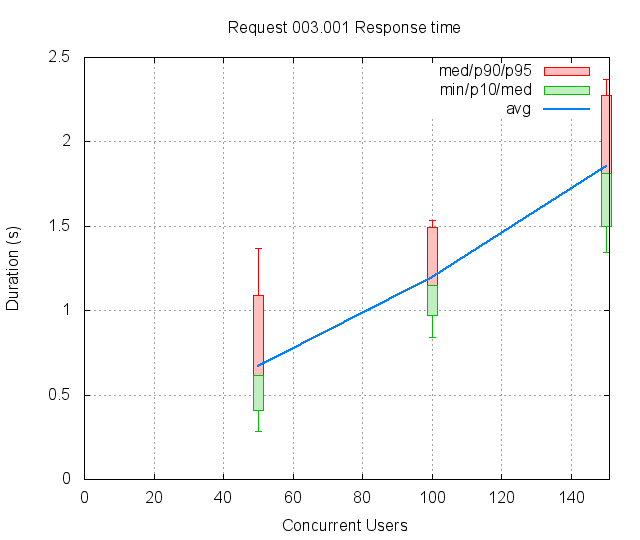 Request 003.001 Response time
med/p90/p95
min/p10/med
avg
Duration (s)
2.5
2
1.5
1
0.5
0
0 20 40 60 80 100 120 140
Concurrent Users